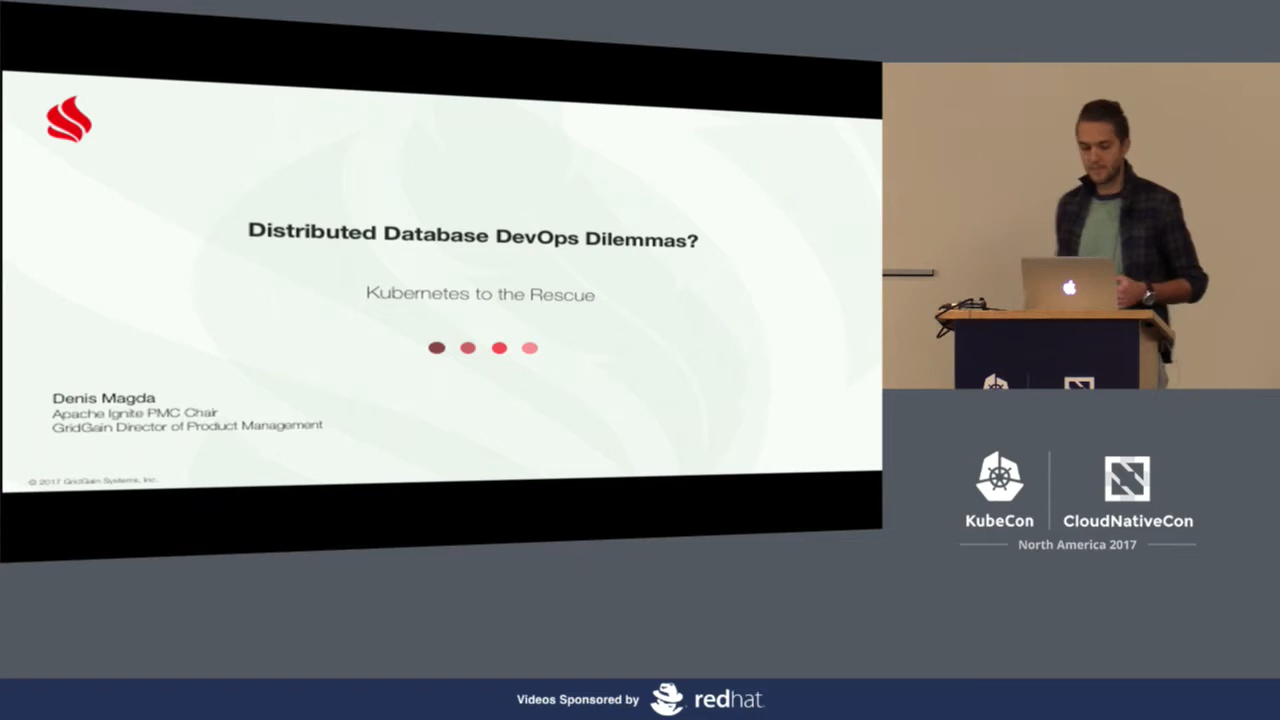 Distributed Database DevOps Dilemmas?
Kubernetes to the Rescue
Denis Magda
Apache Ignite PMC Chair
GridGain Director of Product Management
© 2017 GridGain Systems, Inc.
KubeCon
CloudNativeCon
North America 2017
Videos Sponsored by
redhat